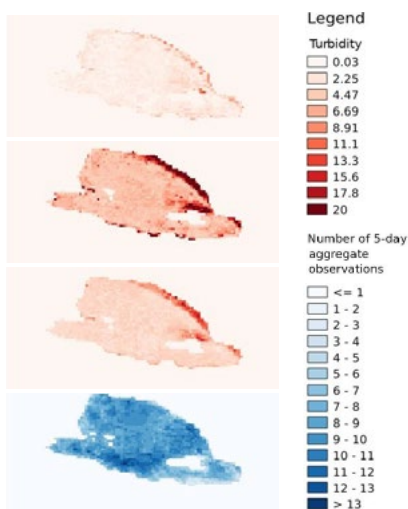 Legend
Turbidity
0.03
2.25
4.47
6.69
8.91
11.1
13.3
15.6
17.8
20
Number of 5-day
aggregate
observations
<= 1
1 - 2
2 - 3
3 - 4
4 - 5
5 - 6
6 - 7
7 - 8
8 - 9
9 - 10
10 - 11
11 - 12
12 - 13
> 13